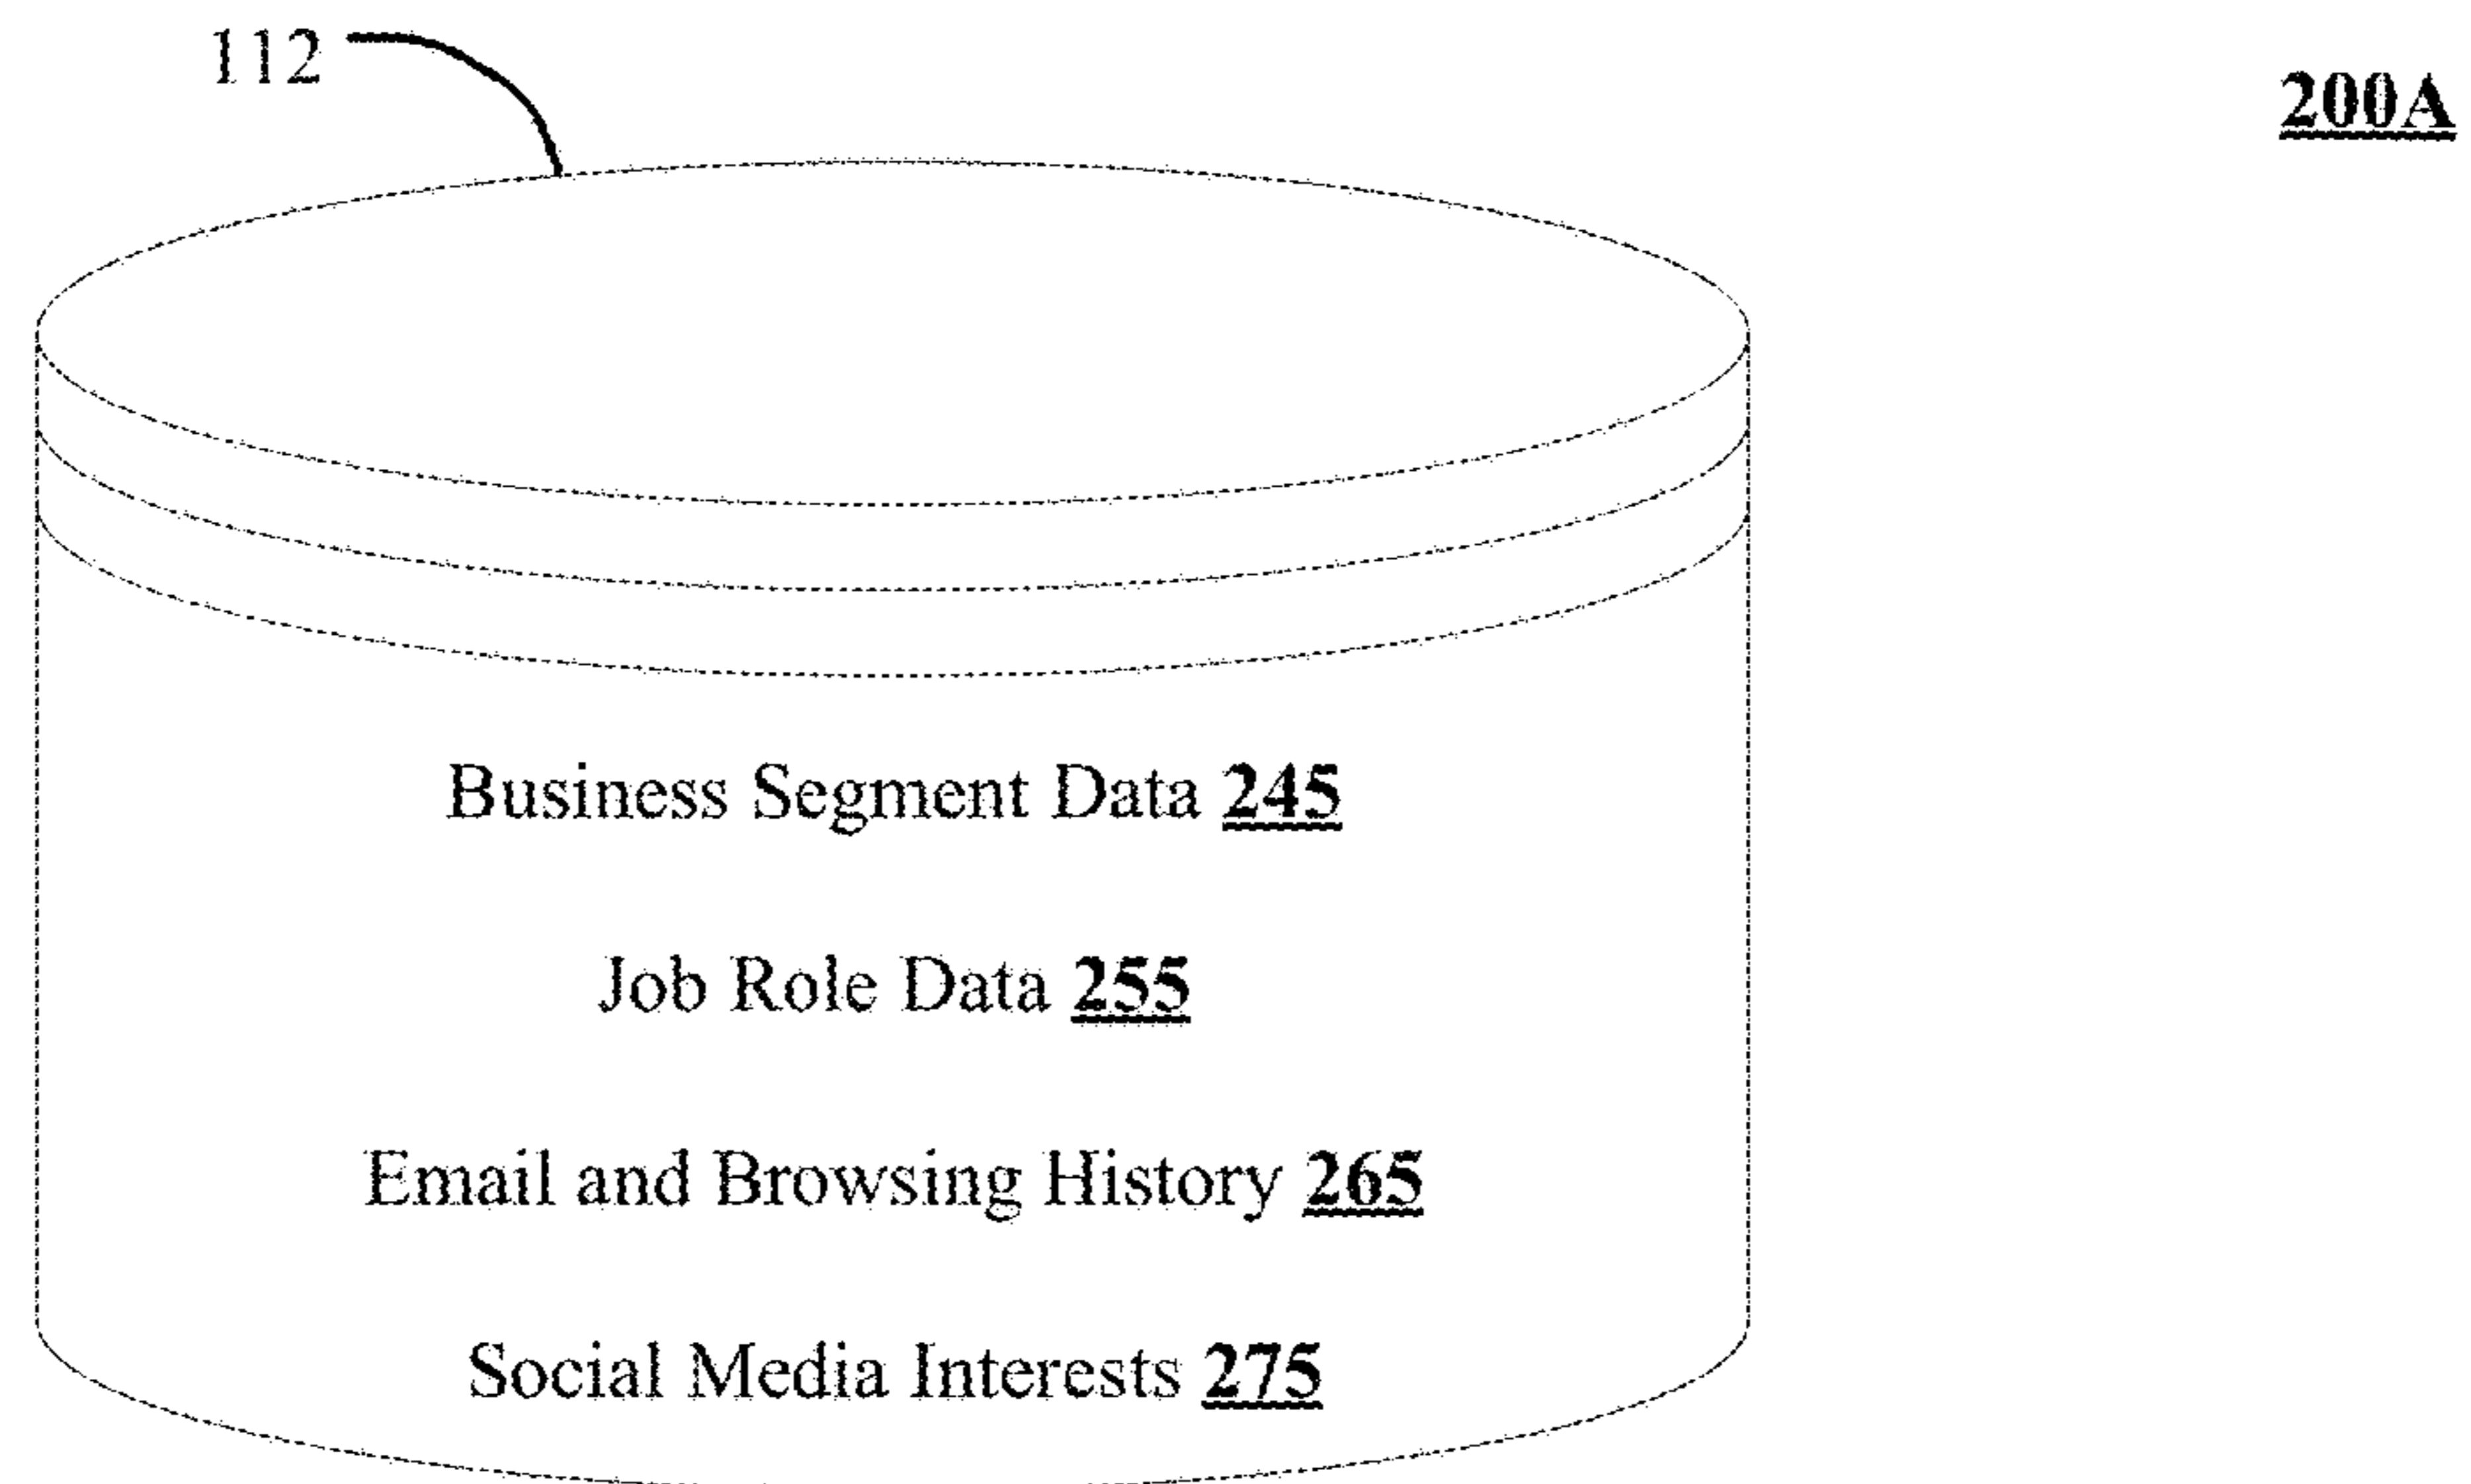 112
200A
Business Segment Data 245
Job Role Data 255
Email and Browsing History 265
Social Media Interests 275